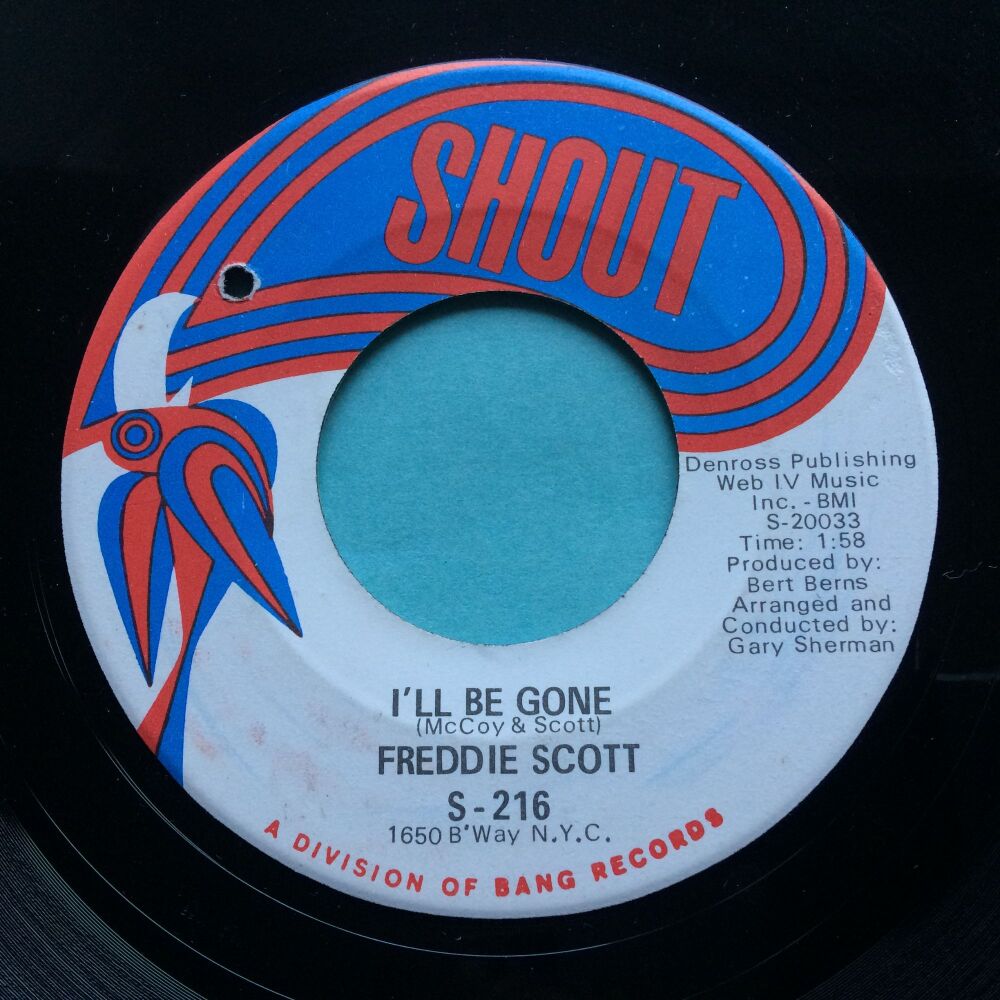 SHOUT
Denross Publishing
Web IV Music
Inc. - BMI
S-20033
Time: 1:58
Produced by:
Bert Berns
Arranged and
Conducted by:
Gary Sherman
I'LL BE GONE
(McCoy & Scott)
FREDDIE SCOTT
S-216
1650 B'Way N.Y.C.
A DIVISION OF BANG RECORDS